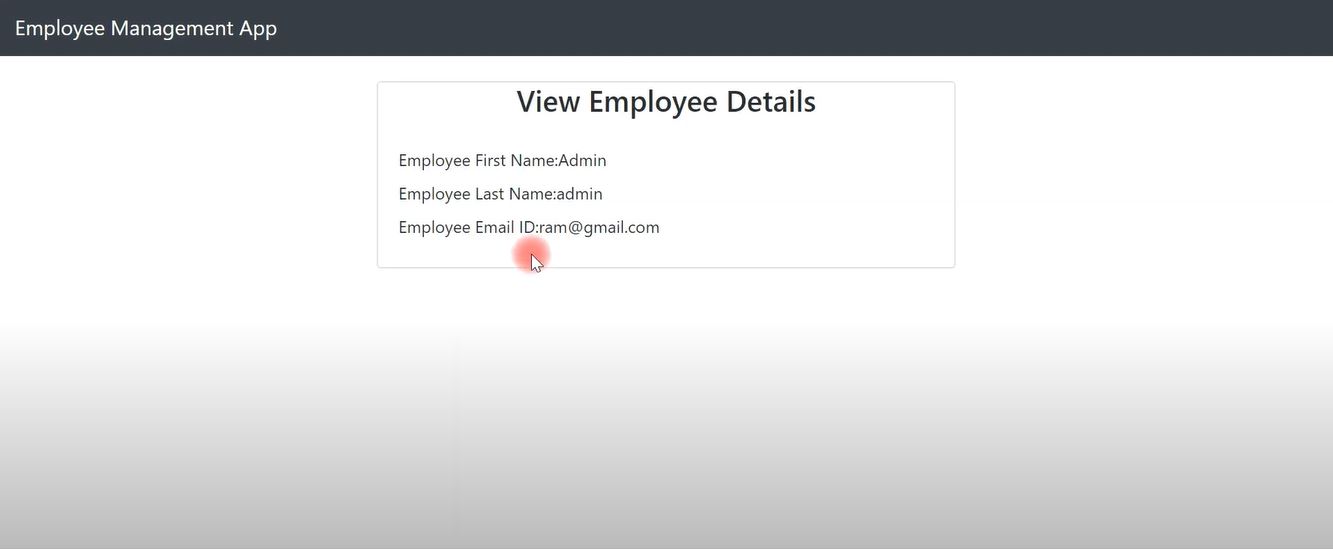 Employee Management App
View Employee Details
Employee First Name:Admin
Employee Last Name:admin
Employee Email ID:ram@gmail.com